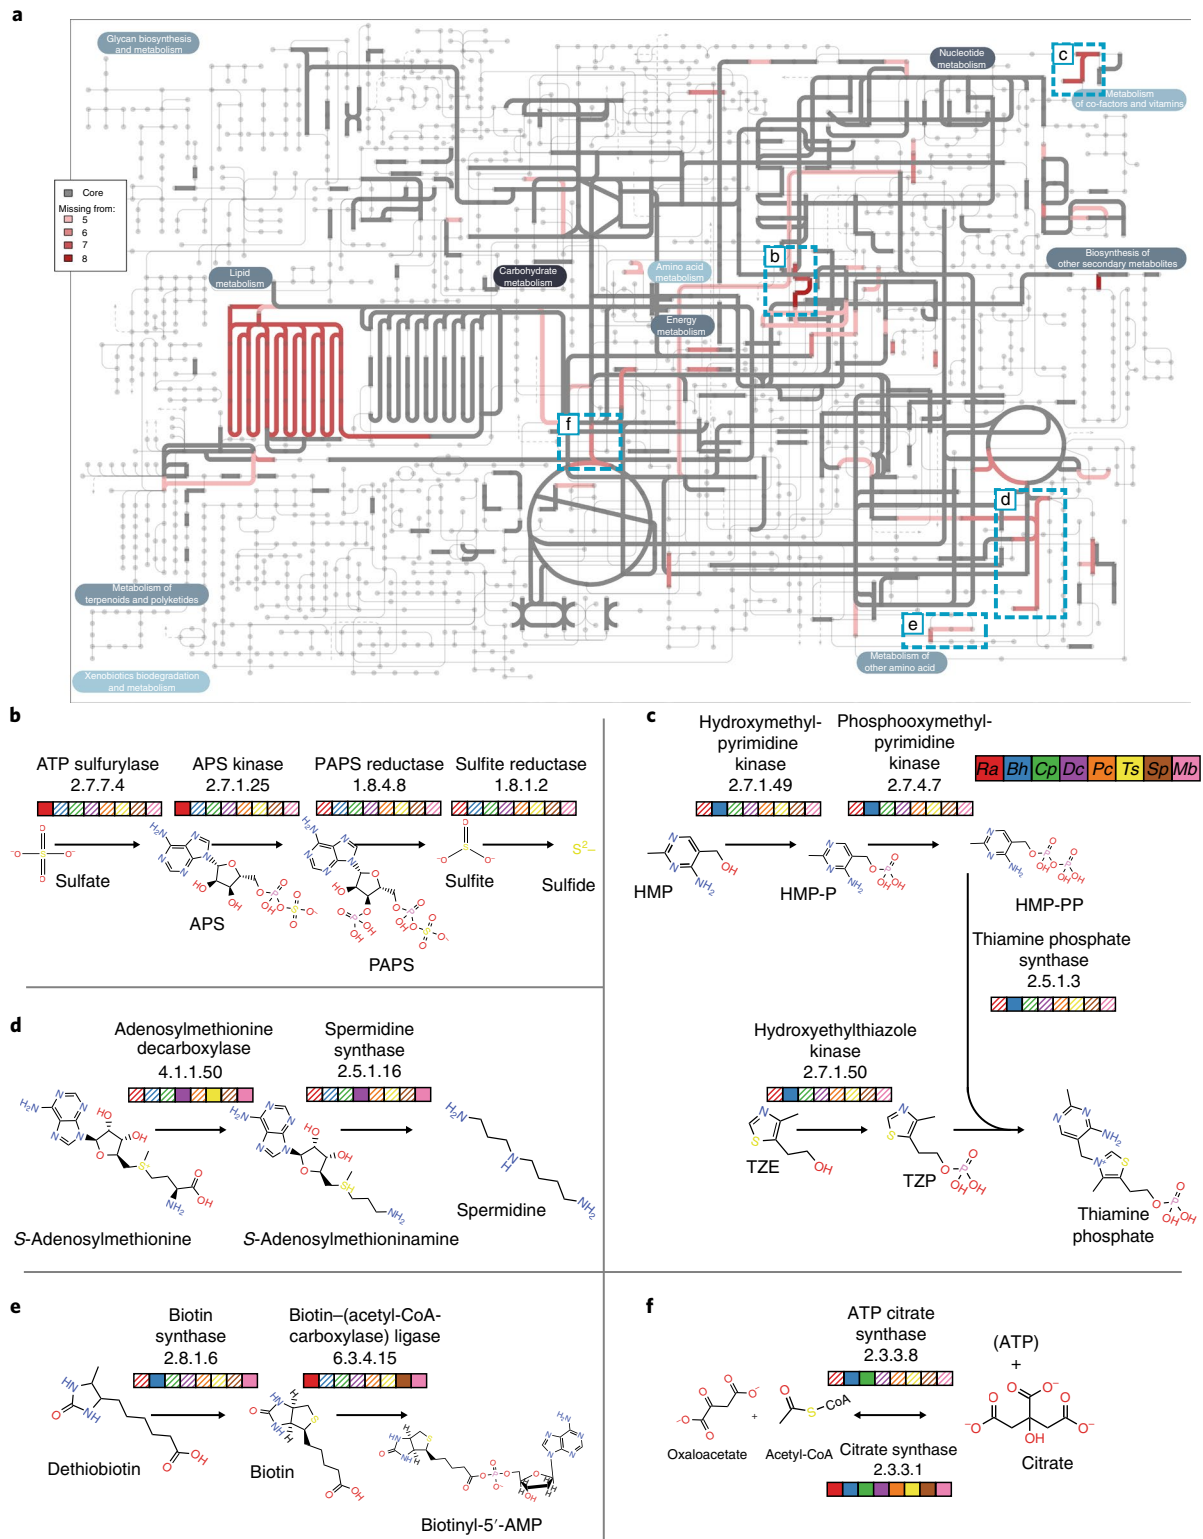 a
Glycan biosynthesis
and metabolism
Nucleotide
metabolism
c
Metabolism
of co-factors and vitamins
Core
Missing from:
5
6
7
8
Lipid
metabolism
Carbohydrate
metabolism
Amino acid
metabolism
b
Biosynthesis of
other secondary metabolites
Energy
metabolism
f
d
Metabolism of
terpenoids and polyketides
e
Metabolism of
other amino acid
Xenobiotics biodegradation
and metabolism
b
ATP sulfurylase
2.7.7.4
APS kinase
2.7.1.25
PAPS reductase
1.8.4.8
Sulfite reductase
1.8.1.2
Sulfate
APS
PAPS
Sulfite
S2–
Sulfide
c
Hydroxymethyl-
pyrimidine
kinase
2.7.1.49
Phosphooxymethyl-
pyrimidine
kinase
2.7.4.7
Ra Bh Cp Dc Pc Ts Sp Mb
HMP
HMP-P
HMP-PP
Thiamine phosphate
synthase
2.5.1.3
Hydroxyethylthiazole
kinase
2.7.1.50
TZE
TZP
Thiamine
phosphate
d
Adenosylmethionine
decarboxylase
4.1.1.50
Spermidine
synthase
2.5.1.16
S-Adenosylmethionine
S-Adenosylmethioninamine
Spermidine
e
Biotin
synthase
2.8.1.6
Biotin–(acetyl-CoA-
carboxylase) ligase
6.3.4.15
Dethiobiotin
Biotin
Biotinyl-5′-AMP
f
ATP citrate
synthase
2.3.3.8
(ATP)
+
Oxaloacetate
+
CoA
Acetyl-CoA
Citrate synthase
2.3.3.1
Citrate